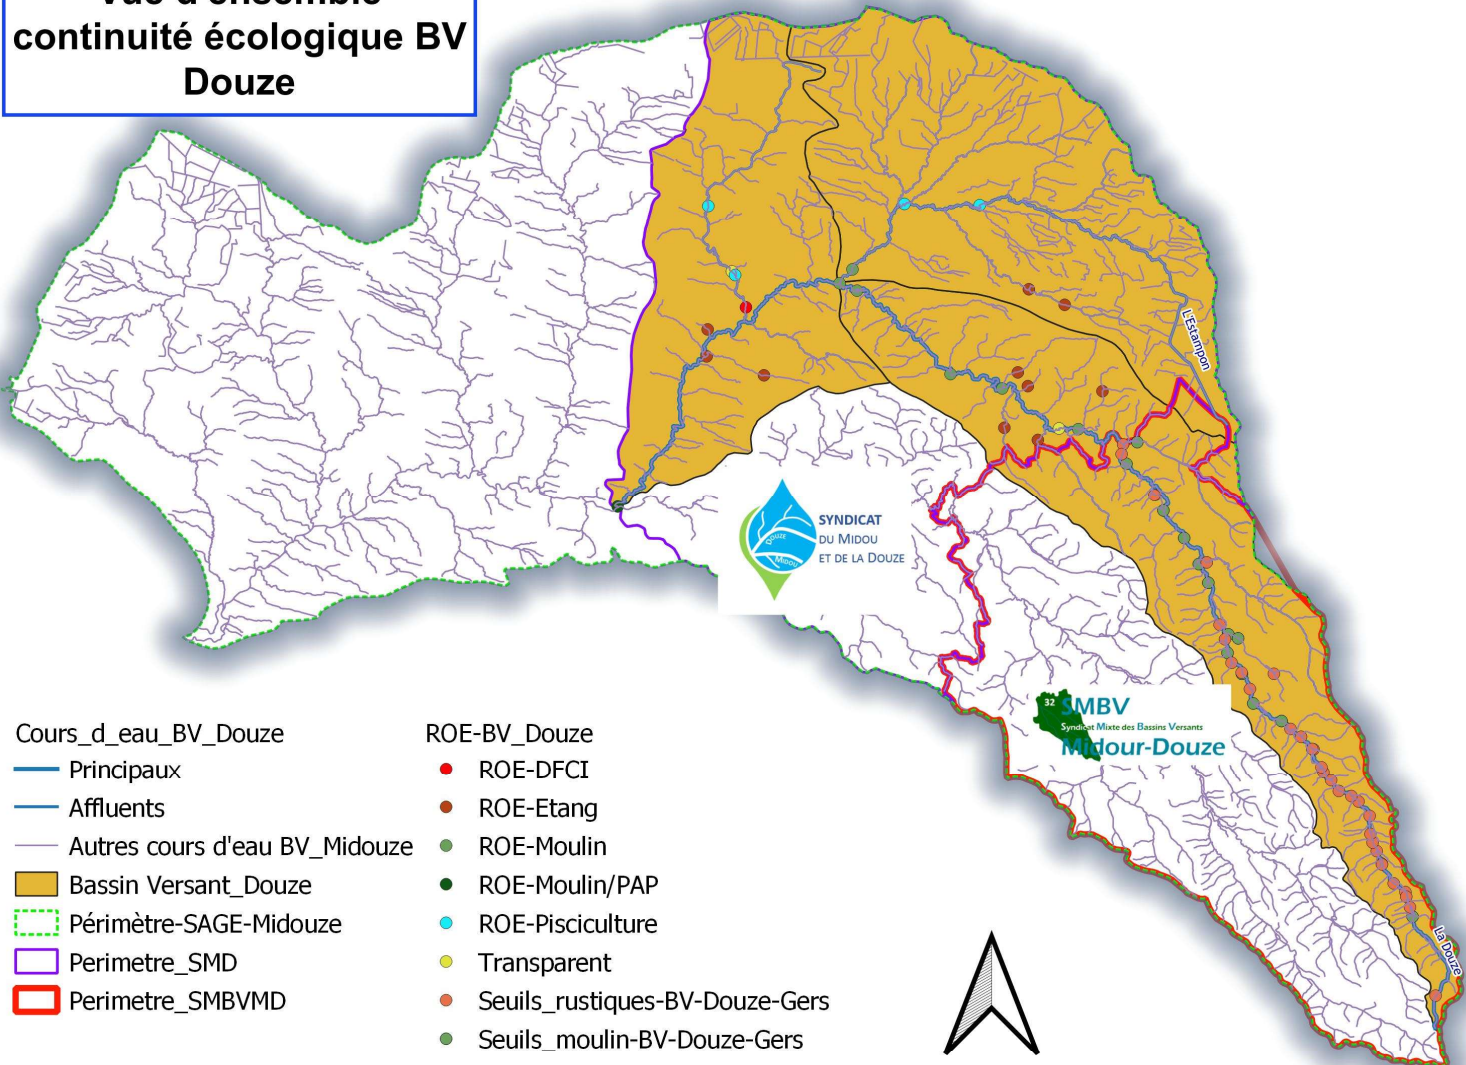 continuité écologique BV
Douze
L'Estampon
SYNDICAT
DU MIDOU
ET DE LA DOUZE
DOUZE
MIDOU
32
SMBV
Syndicat Mixte des Bassins Versants
Midour-Douze
La Douze
Cours_d_eau_BV_Douze
Principaux
Affluents
Autres cours d'eau BV_Midouze
Bassin Versant_Douze
Périmètre-SAGE-Midouze
Perimetre_SMD
Perimetre_SMBVMD
ROE-BV_Douze
ROE-DFCI
ROE-Etang
ROE-Moulin
ROE-Moulin/PAP
ROE-Pisciculture
Transparent
Seuils_rustiques-BV-Douze-Gers
Seuils_moulin-BV-Douze-Gers